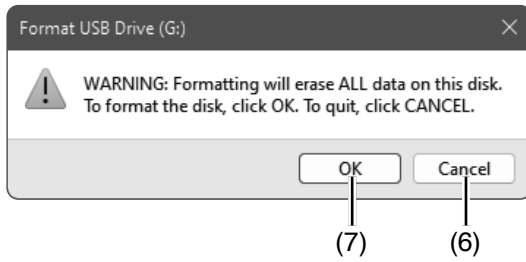 Format USB Drive (G:)
WARNING: Formatting will erase ALL data on this disk.
To format the disk, click OK. To quit, click CANCEL.
OK Cancel
(7) (6)